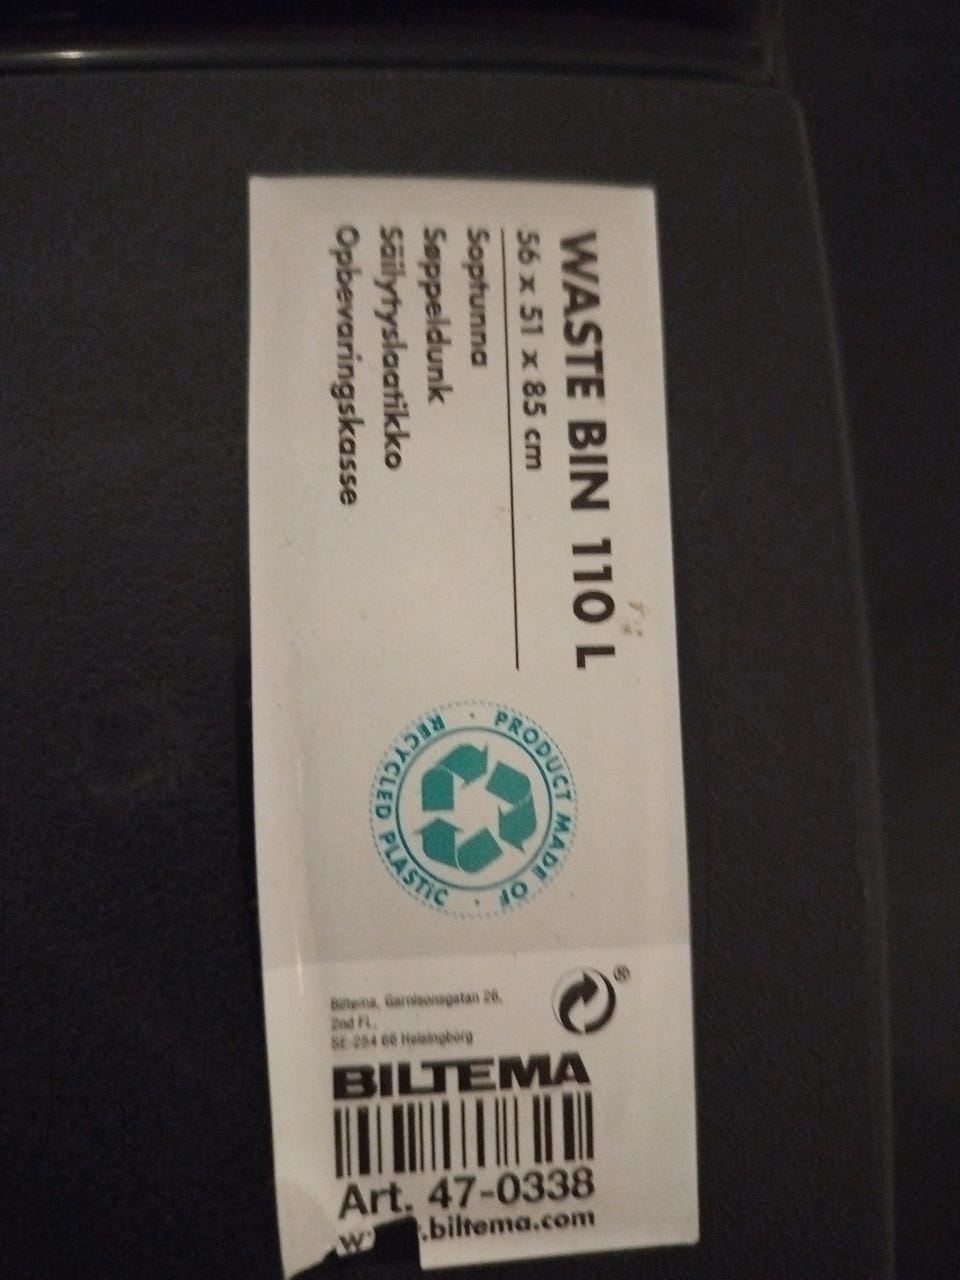 WASTE BIN 110 L
56 x 51 x 85 cm
Soptunna
Søppeldunk
Säilytyslaatikko
Opbevaringskasse
PRODUCT MADE OF
RECYCLED PLASTIC
®
Biltema, Garnisonsgatan 26,
2nd FL.
SE-254 66 Helsingborg
BILTEMA
Art. 47-0338
.biltema.com